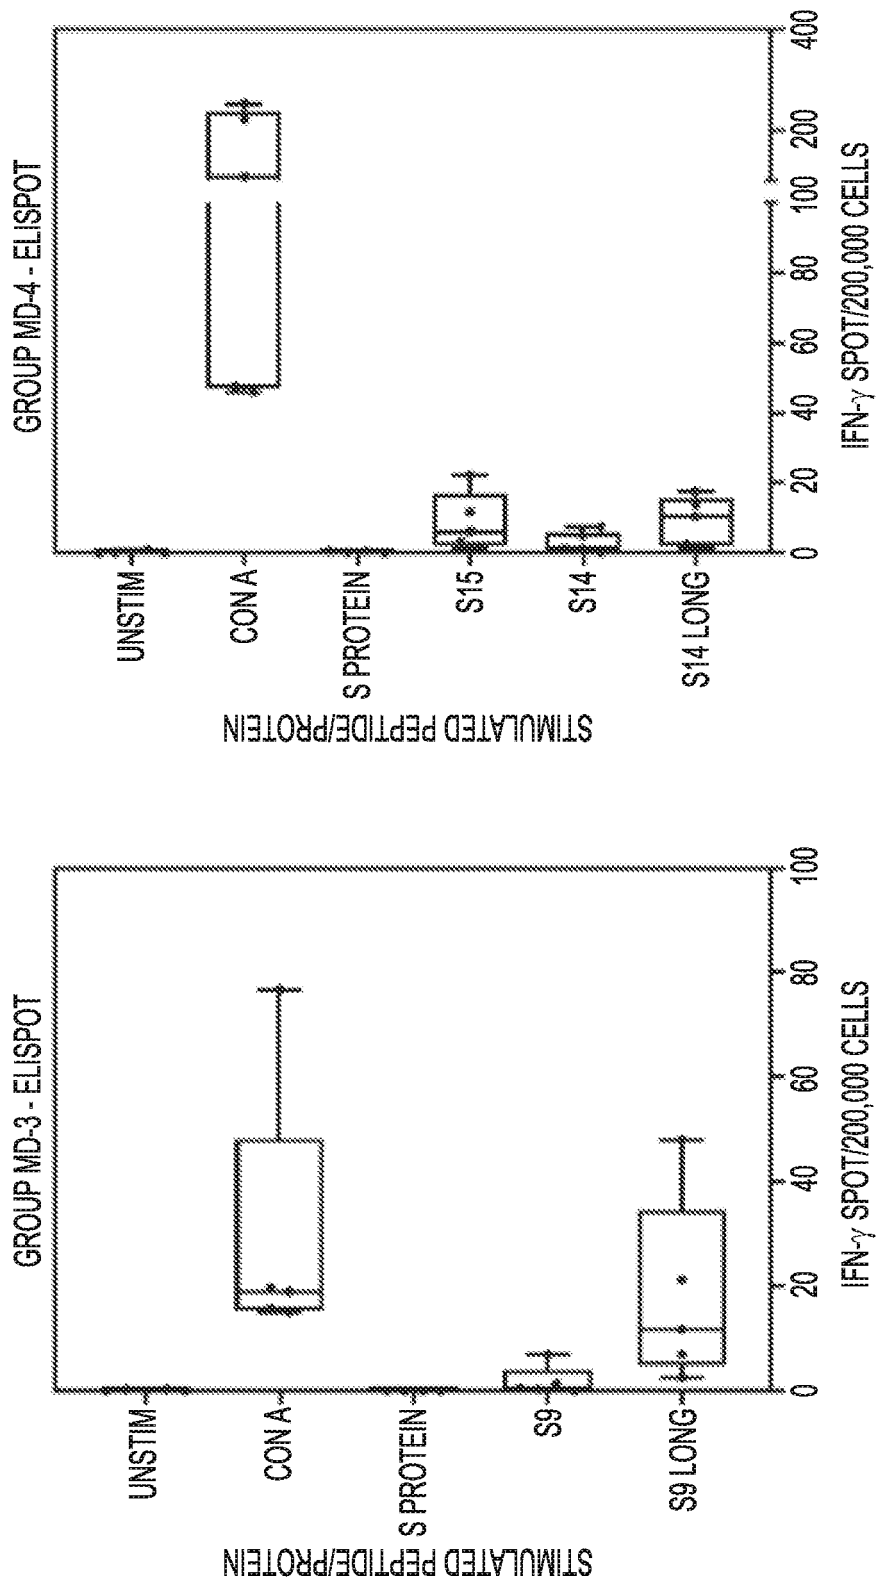 GROUP MD-3 - ELISPOT
STIMULATED PEPTIDE/PROTEIN
UNSTIM
CON A
S PROTEIN
S9
S9 LONG
0 20 40 60 80 100
IFN-γ SPOT/200,000 CELLS
GROUP MD-4 - ELISPOT
STIMULATED PEPTIDE/PROTEIN
UNSTIM
CON A
S PROTEIN
S15
S14
S14 LONG
0 20 40 60 80 100 200 400
IFN-γ SPOT/200,000 CELLS